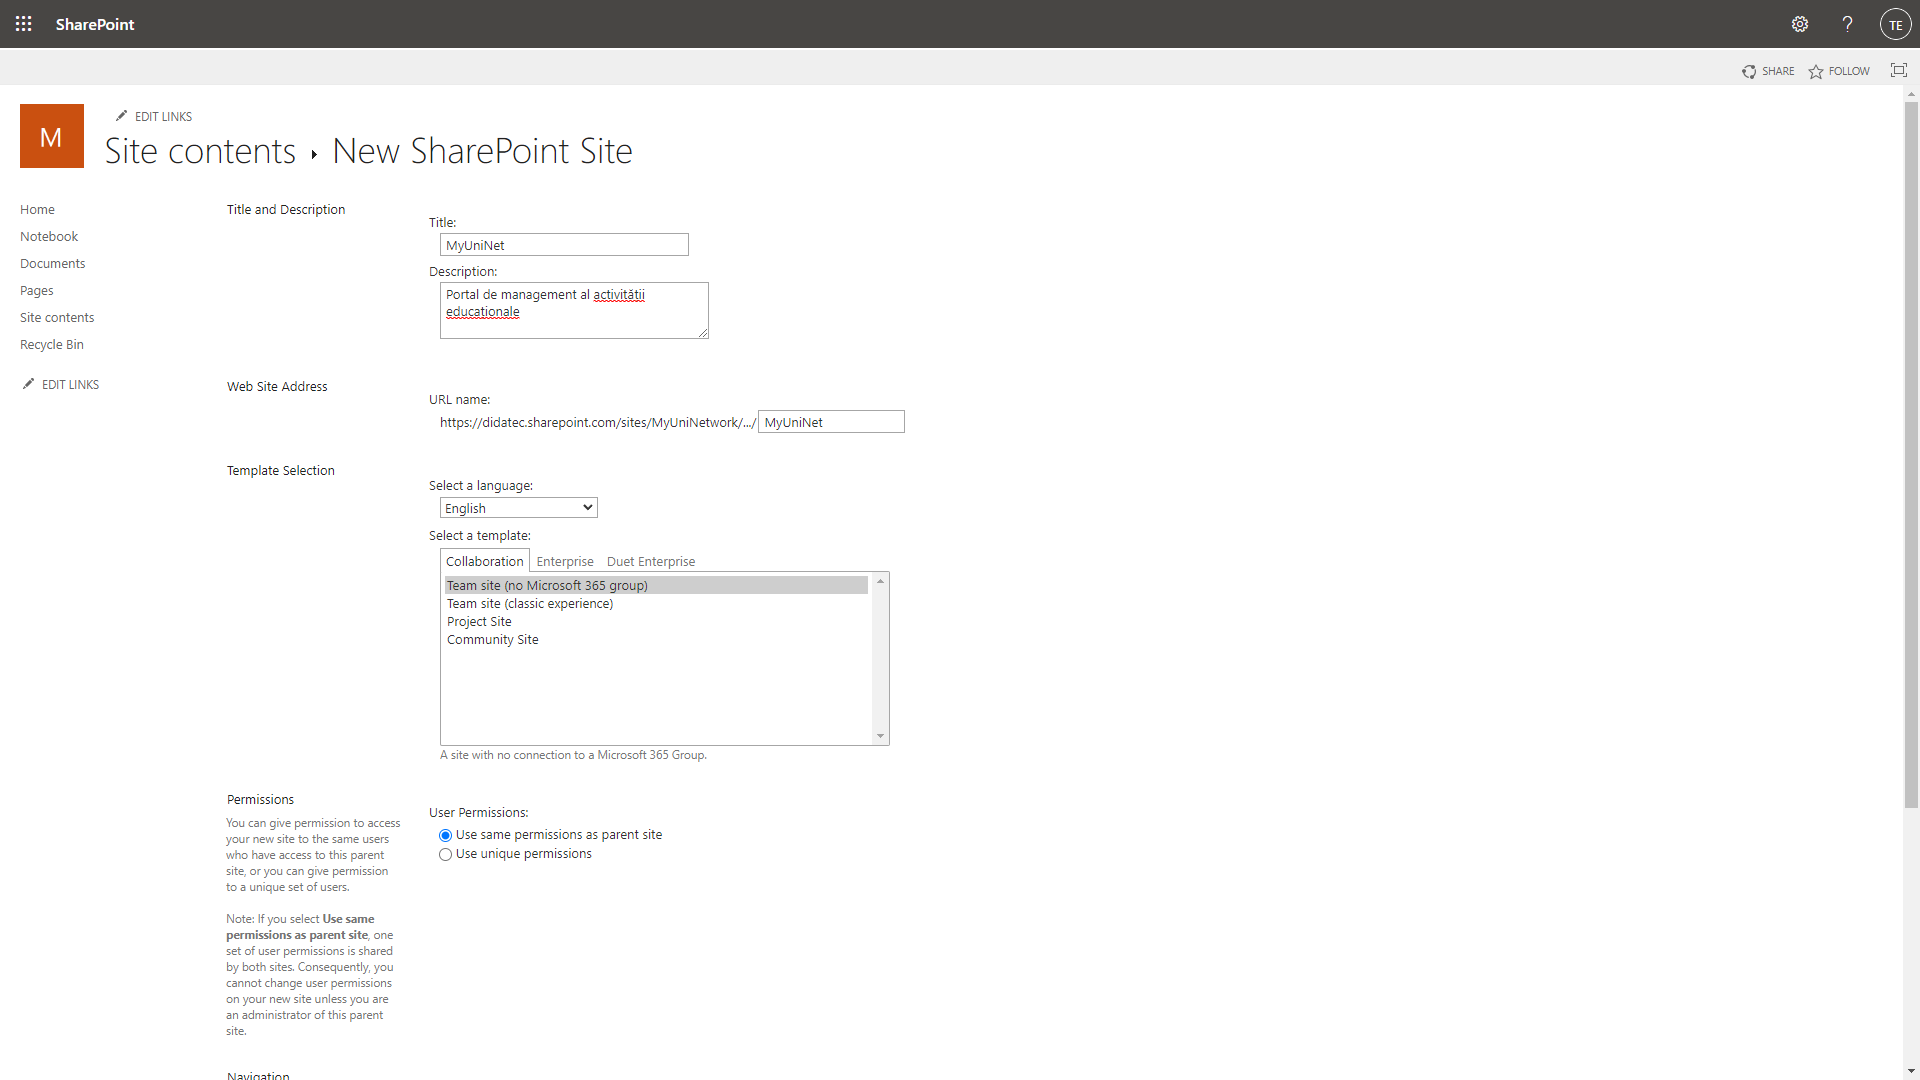 SharePoint
TE
SHARE
FOLLOW
M
EDIT LINKS
Site contents ▸ New SharePoint Site
Home
Notebook
Documents
Pages
Site contents
Recycle Bin
EDIT LINKS
Title and Description
Title:
MyUniNet
Description:
Portal de management al activității
educaționale
Web Site Address
URL name:
https://didatec.sharepoint.com/sites/MyUniNetwork/.../ MyUniNet
Template Selection
Select a language:
English
Select a template:
Collaboration Enterprise Duet Enterprise
Team site (no Microsoft 365 group)
Team site (classic experience)
Project Site
Community Site
A site with no connection to a Microsoft 365 Group.
Permissions
You can give permission to access
your new site to the same users
who have access to this parent
site, or you can give permission
to a unique set of users.
Note: If you select Use same
permissions as parent site, one
set of user permissions is shared
by both sites. Consequently, you
cannot change user permissions
on your new site unless you are
an administrator of this parent
site.
User Permissions:
Use same permissions as parent site
Use unique permissions
Navigation